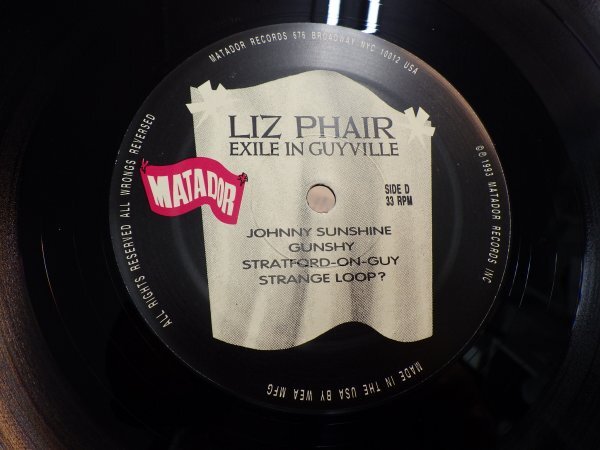 MATADOR RECORDS 676 BROADWAY NYC 10012 USA
LIZ PHAIR
EXILE IN GUYVILLE
MATADOR
SIDE D
33 RPM
JOHNNY SUNSHINE
GUNSHY
STRATFORD-ON-GUY
STRANGE LOOP?
ALL RIGHTS RESERVED ALL WRONGS REVERSED
℗ © 1993 MATADOR RECORDS INC
MADE IN THE USA BY WEA MFG